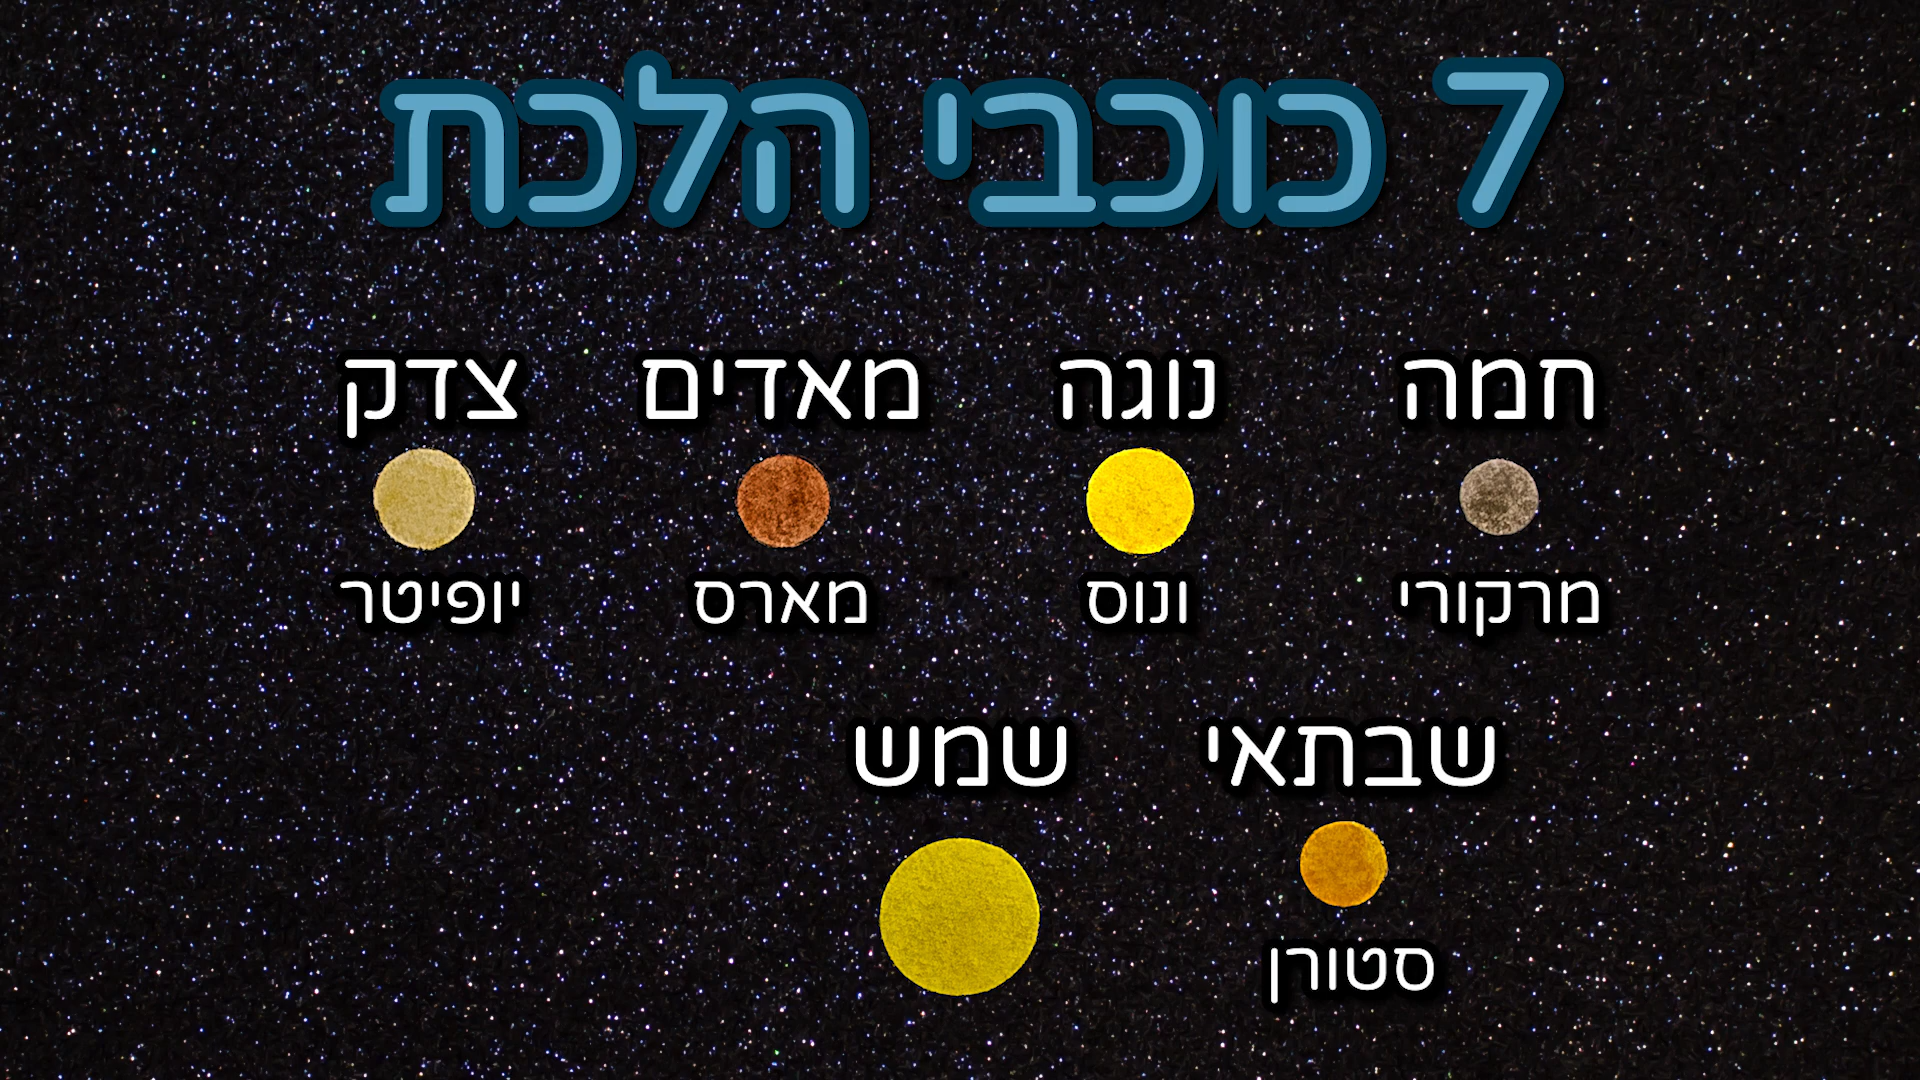 7 כוכבי הלכת
חמה נוגה מאדים צדק
מרקורי ונוס מארס יופיטר
שבתאי שמש
סטורן